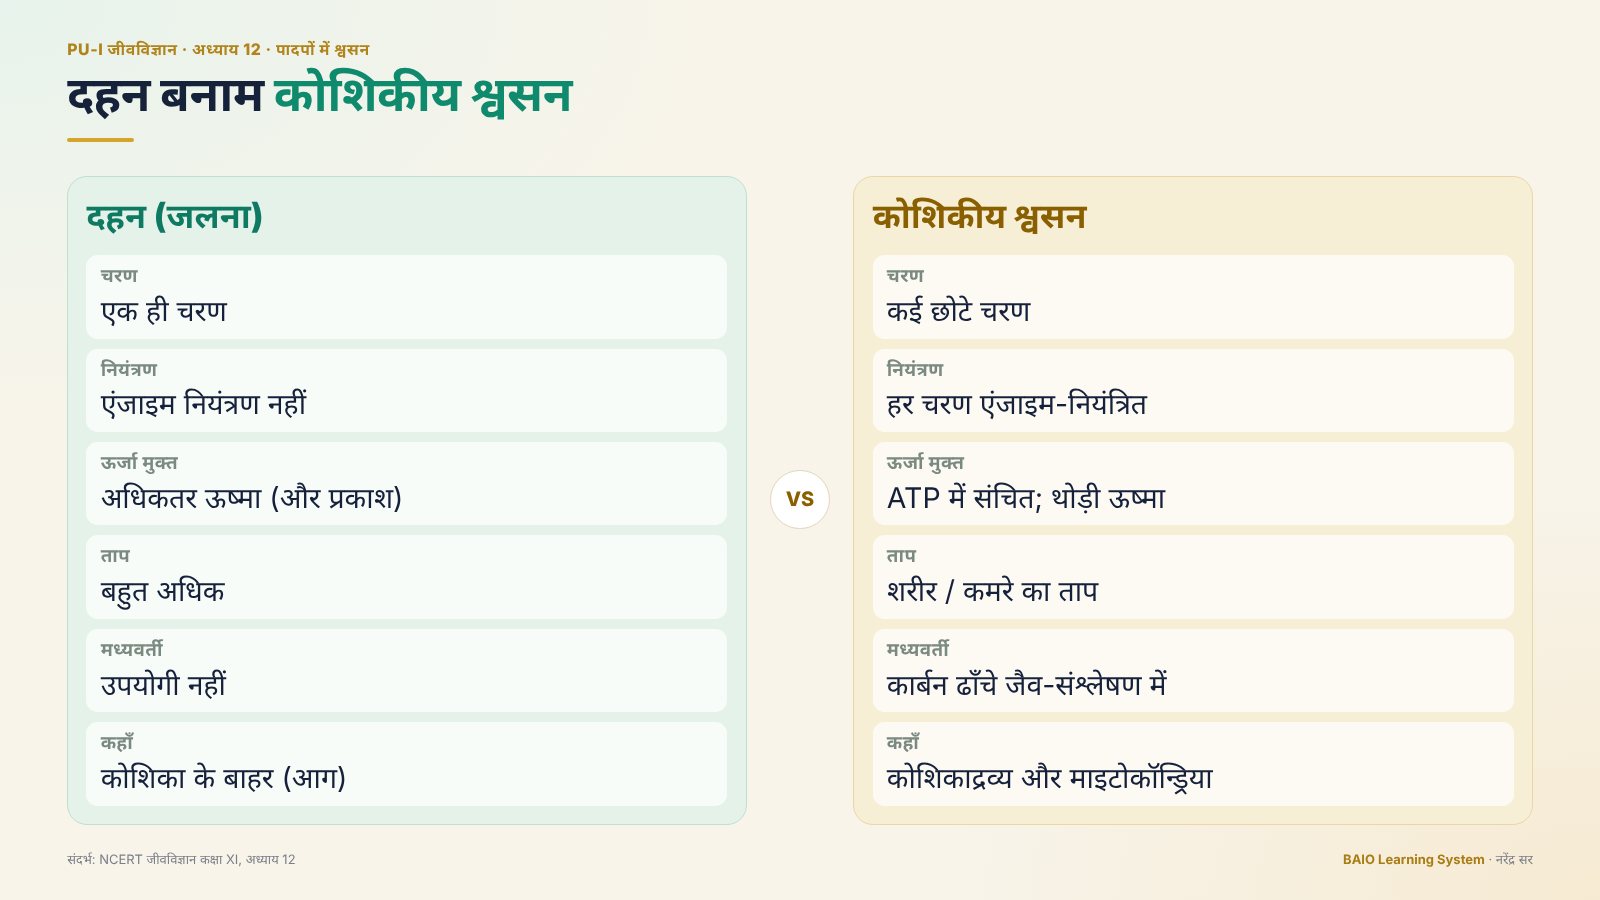 PU-I जीवविज्ञान · अध्याय 12 · पादपों में श्वसन
दहन बनाम कोशिकीय श्वसन
दहन (जलना)
चरण
एक ही चरण
नियंत्रण
एंजाइम नियंत्रण नहीं
ऊर्जा मुक्त
अधिकतर ऊष्मा (और प्रकाश)
ताप
बहुत अधिक
मध्यवर्ती
उपयोगी नहीं
कहाँ
कोशिका के बाहर (आग)
VS
कोशिकीय श्वसन
चरण
कई छोटे चरण
नियंत्रण
हर चरण एंजाइम-नियंत्रित
ऊर्जा मुक्त
ATP में संचित; थोड़ी ऊष्मा
ताप
शरीर / कमरे का ताप
मध्यवर्ती
कार्बन ढाँचे जैव-संश्लेषण में
कहाँ
कोशिकाद्रव्य और माइटोकॉन्ड्रिया
संदर्भ: NCERT जीवविज्ञान कक्षा XI, अध्याय 12
BAIO Learning System · नरेंद्र सर